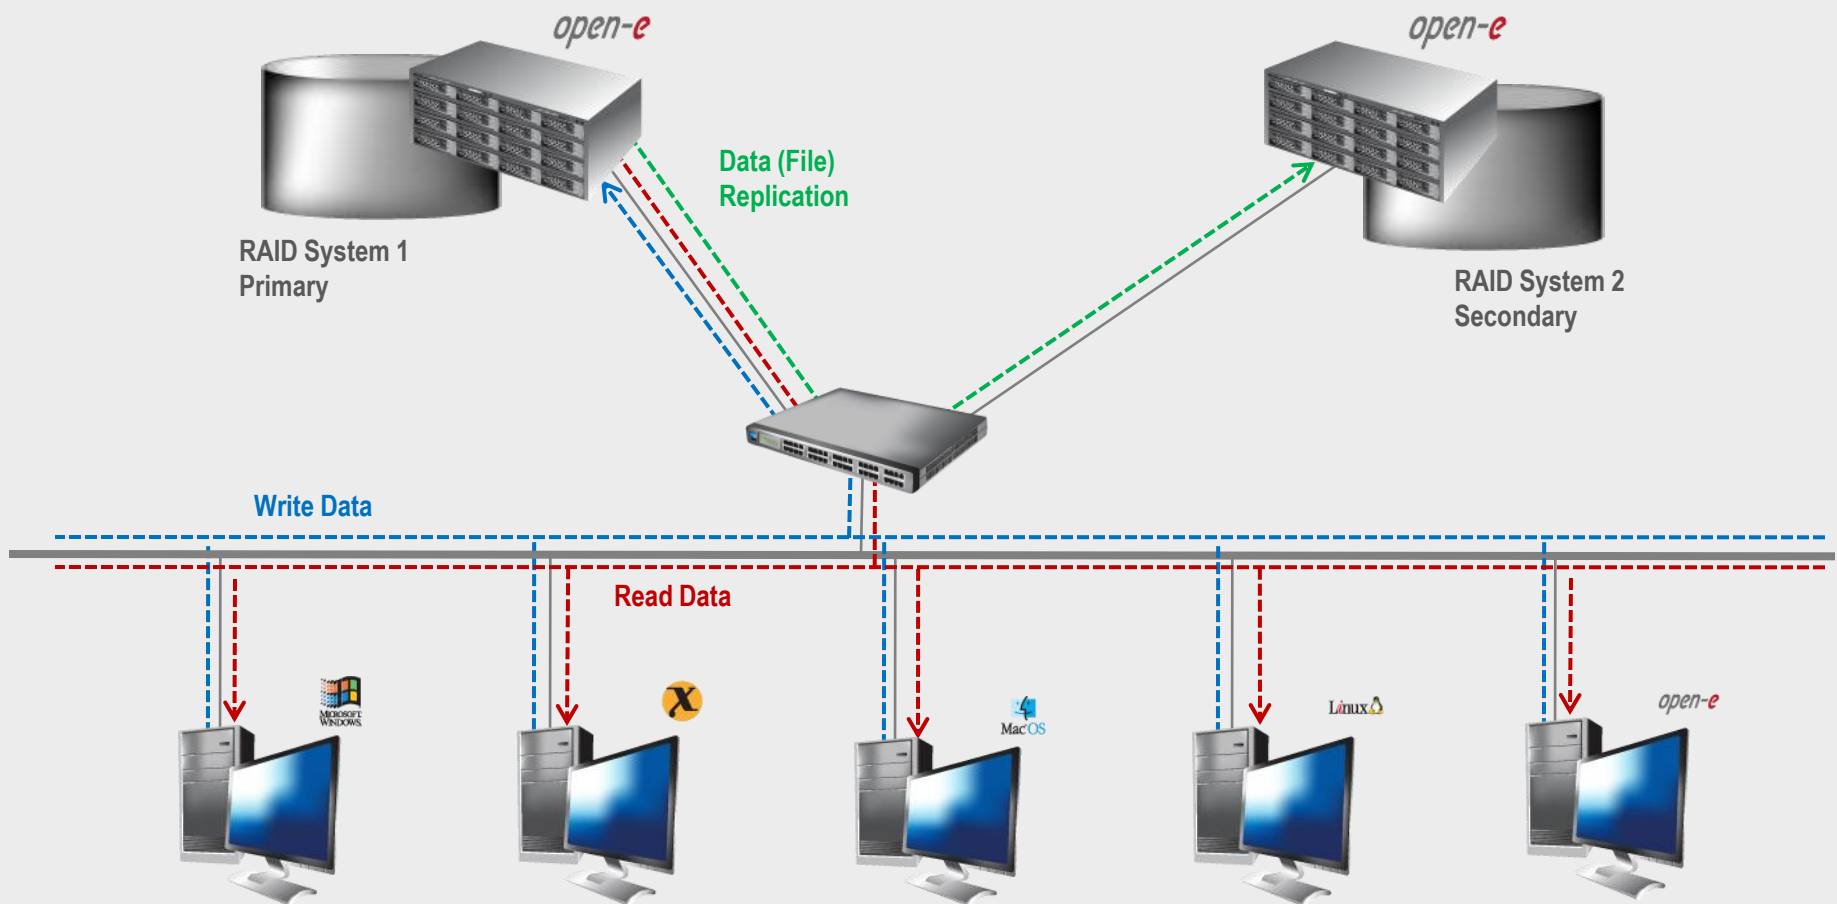 open-e
open-e
Data (File)
Replication
RAID System 1
Primary
RAID System 2
Secondary
Write Data
Read Data
MICROSOFT
WINDOWS
X
Mac OS
Linux
open-e